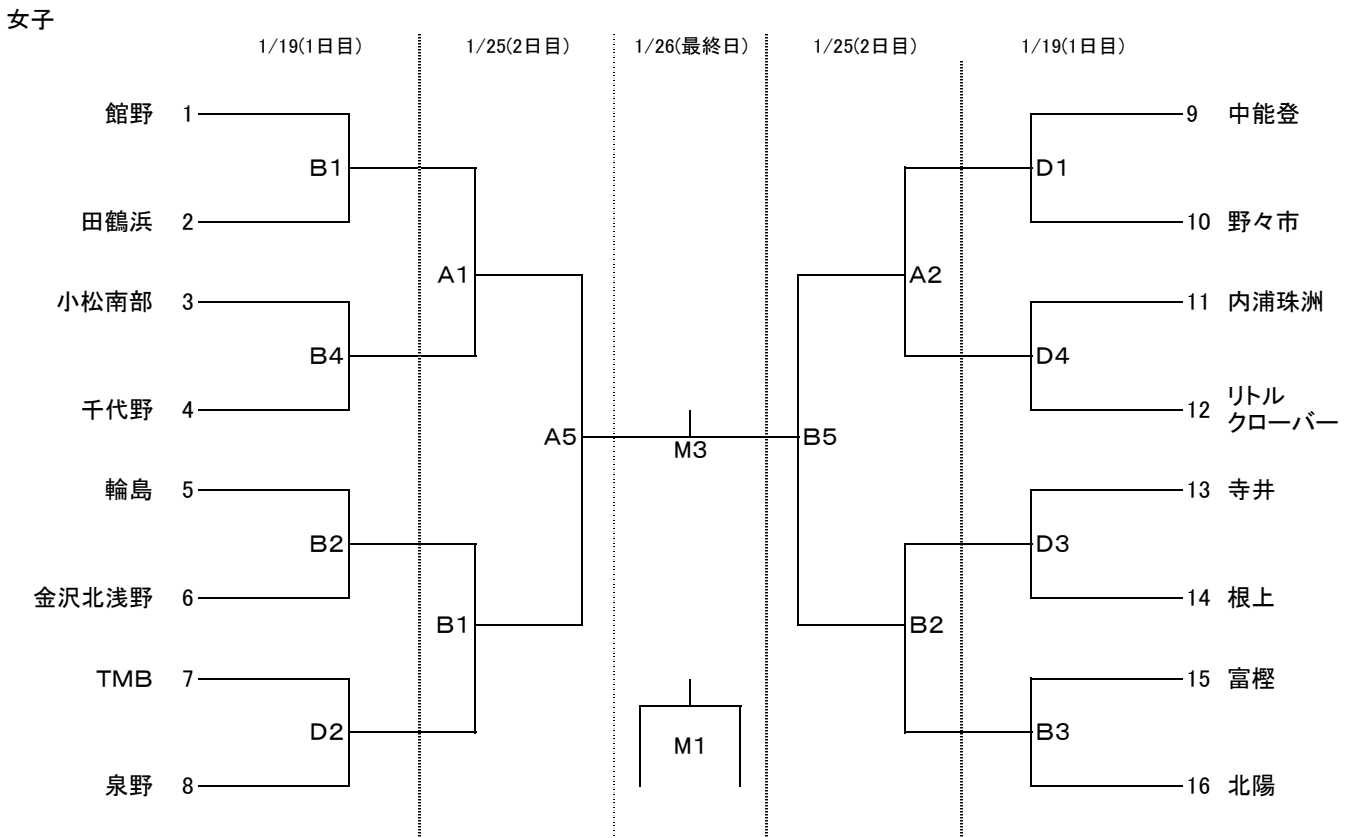 女子
1/19(1日目) 1/25(2日目) 1/26(最終日) 1/25(2日目) 1/19(1日目)
館野 1 9 中能登
B1 D1
田鶴浜 2 10 野々市
A1 A2
小松南部 3 11 内浦珠洲
B4 D4
千代野 4 12 リトル
クローバー
A5 M3 B5
輪島 5 13 寺井
B2 D3
金沢北浅野 6 14 根上
B1 B2
TMB 7 15 富樫
D2 M1 B3
泉野 8 16 北陽